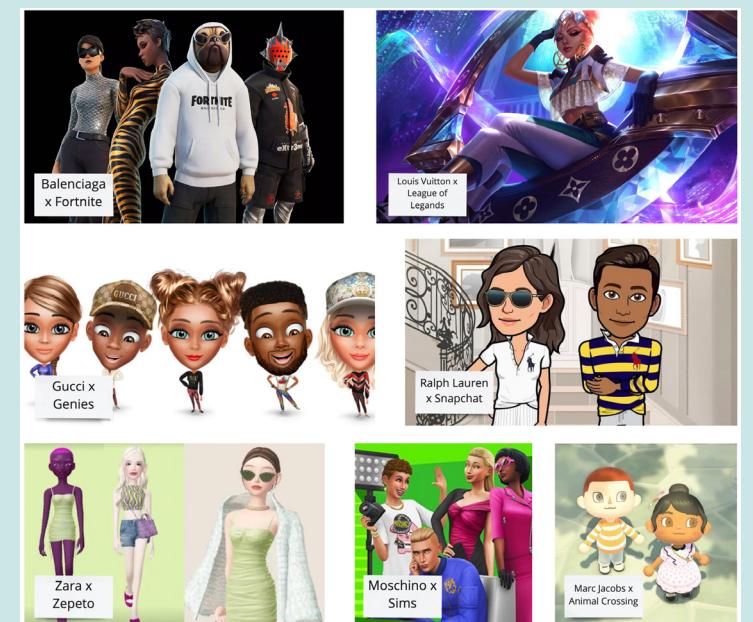 FORTNITE
Balenciaga
x Fortnite
Louis Vuitton x
League of
Legands
GUCCI
Gucci x
Genies
Ralph Lauren
x Snapchat
Zara x
Zepeto
Moschino x
Sims
Marc Jacobs x
Animal Crossing